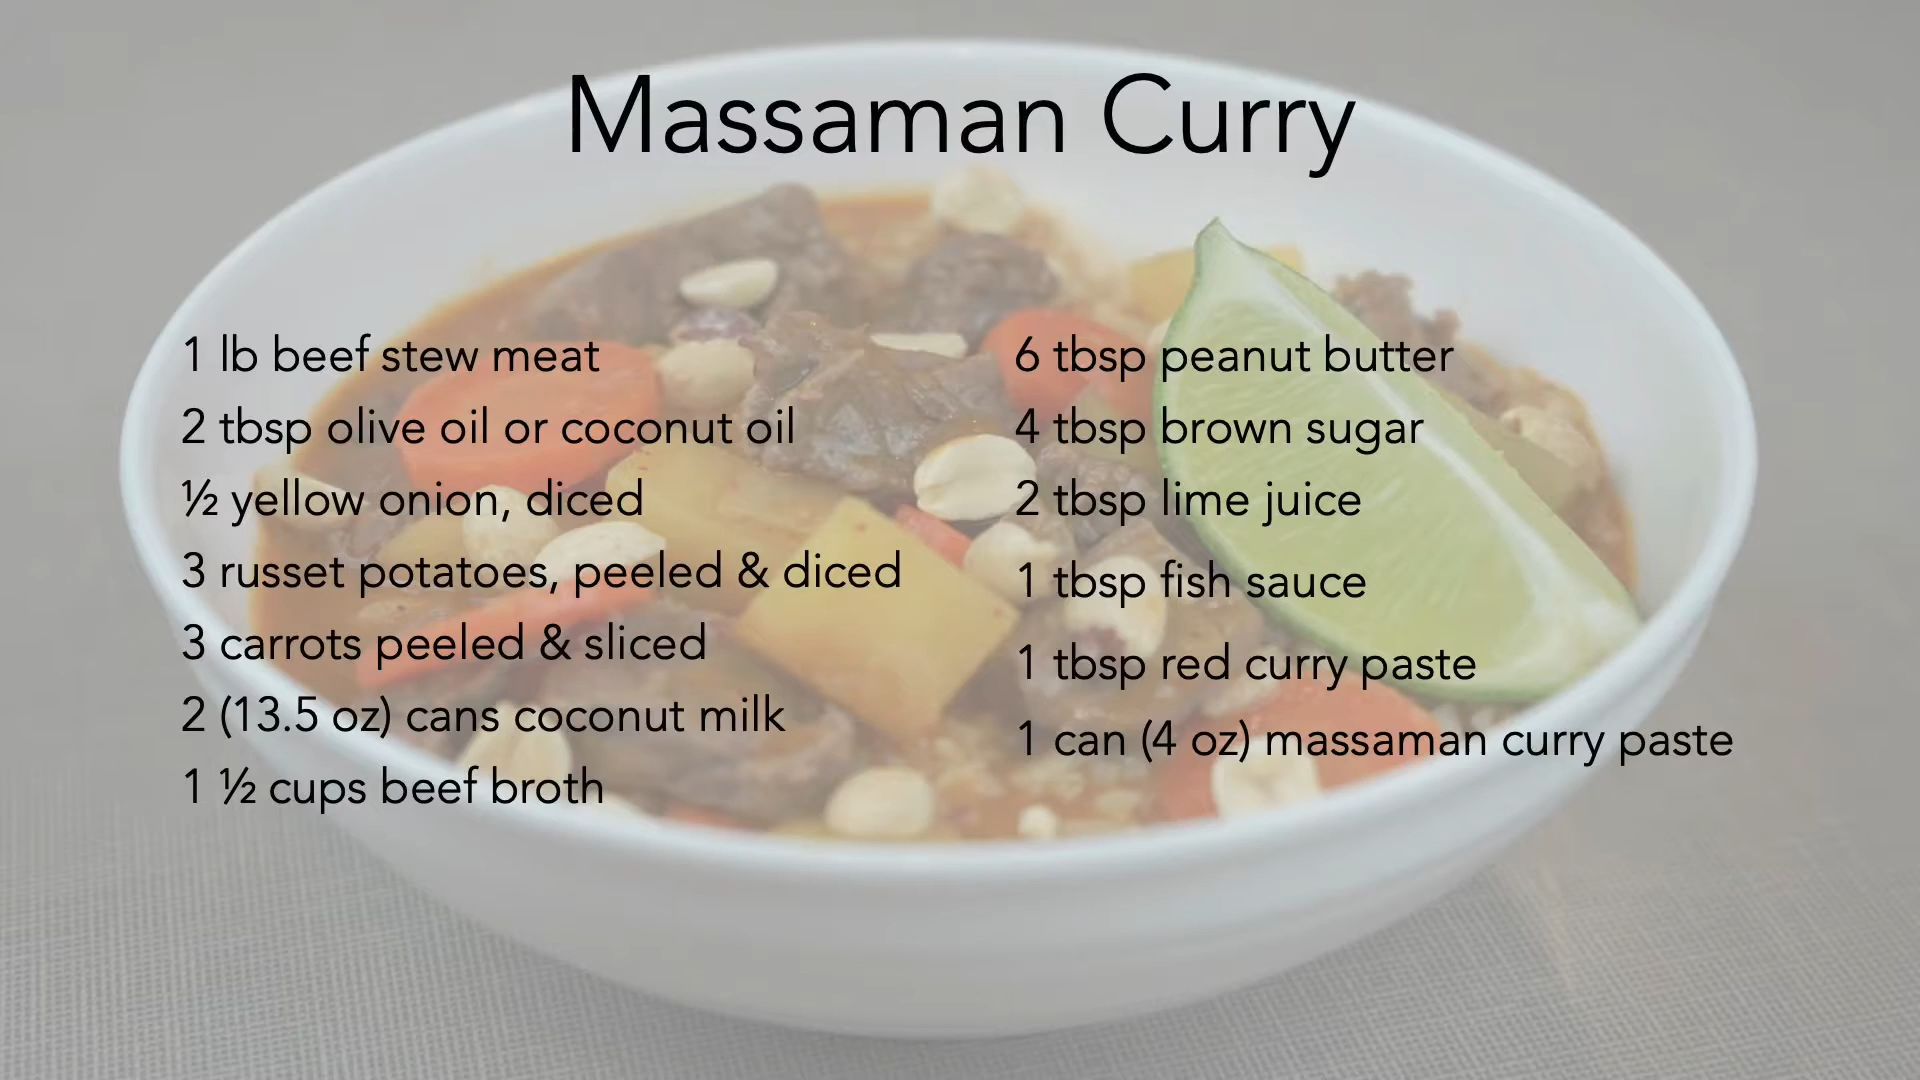 Massaman Curry
1 lb beef stew meat
2 tbsp olive oil or coconut oil
½ yellow onion, diced
3 russet potatoes, peeled & diced
3 carrots peeled & sliced
2 (13.5 oz) cans coconut milk
1 ½ cups beef broth
6 tbsp peanut butter
4 tbsp brown sugar
2 tbsp lime juice
1 tbsp fish sauce
1 tbsp red curry paste
1 can (4 oz) massaman curry paste